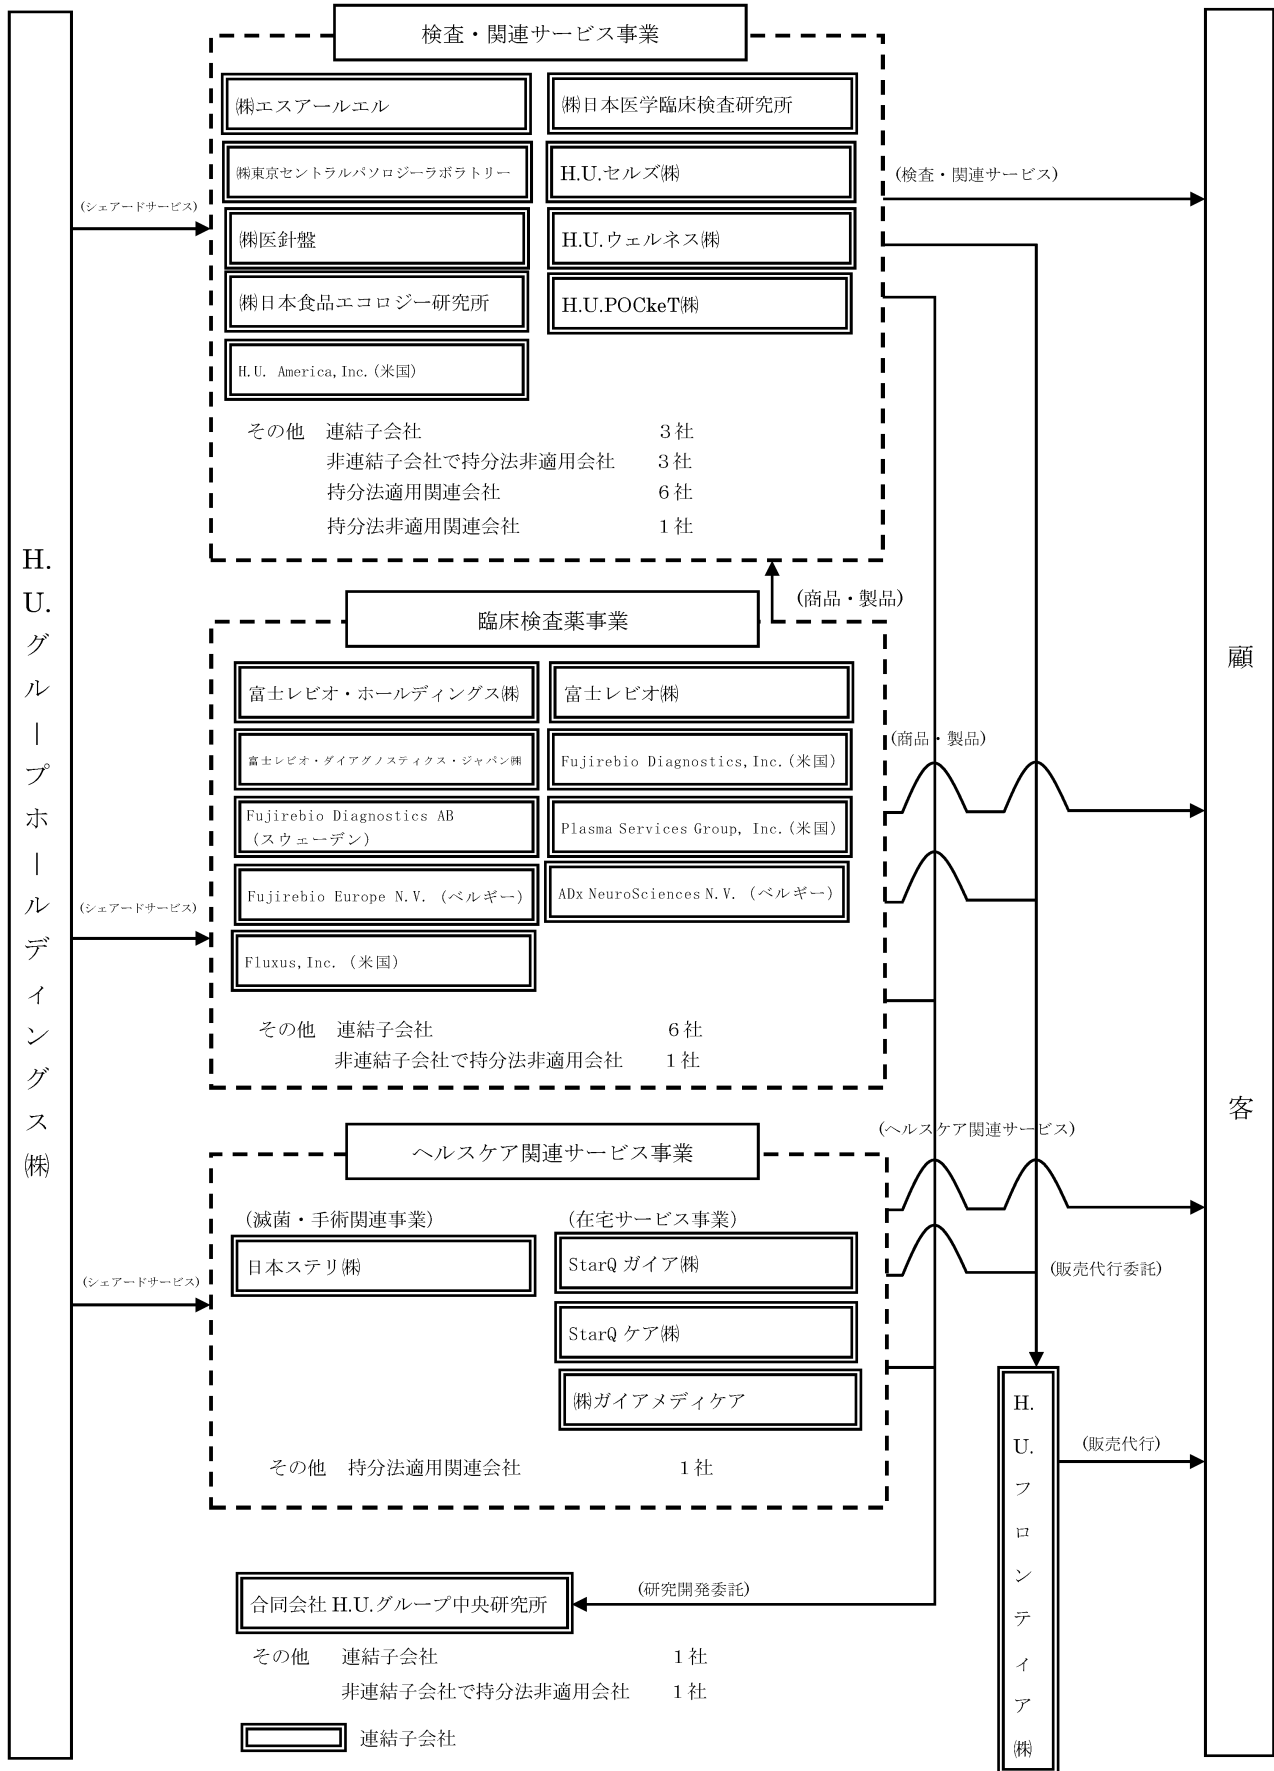 H.U.グループホールディングス㈱
検査・関連サービス事業
㈱エスアールエル
㈱日本医学臨床検査研究所
㈱東京セントラルパソロジーラボラトリー
H.U.セルズ㈱
(検査・関連サービス)
(シェアードサービス)
㈱医針盤
H.U.ウェルネス㈱
㈱日本食品エコロジー研究所
H.U.POCkeT㈱
H.U. America,Inc.(米国)
その他 連結子会社 3社
非連結子会社で持分法非適用会社 3社
持分法適用関連会社 6社
持分法非適用関連会社 1社
(商品・製品)
臨床検査薬事業
富士レビオ・ホールディングス㈱
富士レビオ㈱
(商品・製品)
富士レビオ・ダイアグノスティクス・ジャパン㈱
Fujirebio Diagnostics,Inc.(米国)
Fujirebio Diagnostics AB
(スウェーデン)
Plasma Services Group, Inc.(米国)
Fujirebio Europe N.V. (ベルギー)
ADx NeuroSciences N.V. (ベルギー)
(シェアードサービス)
Fluxus,Inc. (米国)
その他 連結子会社 6社
非連結子会社で持分法非適用会社 1社
(ヘルスケア関連サービス)
ヘルスケア関連サービス事業
(滅菌・手術関連事業)
(在宅サービス事業)
日本ステリ㈱
StarQ ガイア㈱
(シェアードサービス)
(販売代行委託)
StarQ ケア㈱
㈱ガイアメディケア
その他 持分法適用関連会社 1社
H.U.フロンティア㈱
(販売代行)
(研究開発委託)
合同会社 H.U.グループ中央研究所
その他 連結子会社 1社
非連結子会社で持分法非適用会社 1社
連結子会社
顧客